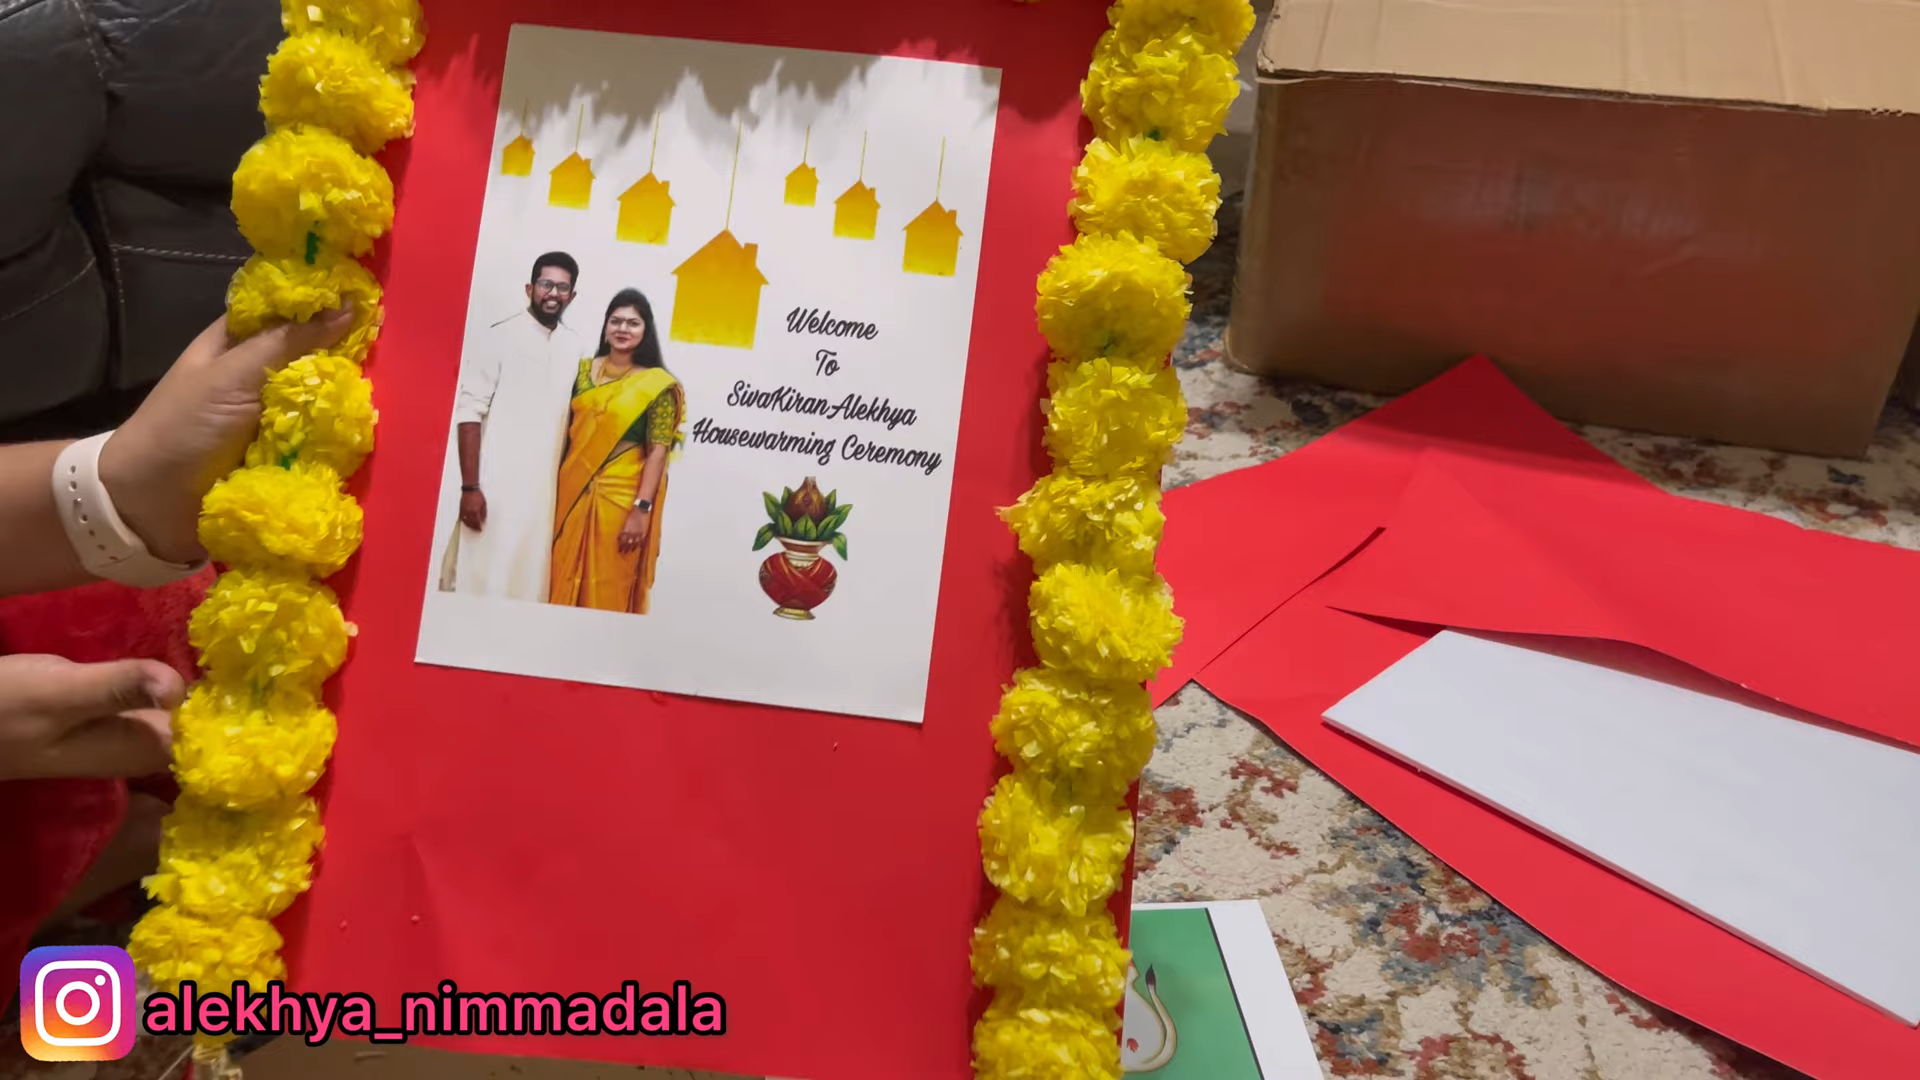 Welcome
To
SivaKiran Alekhya
Housewarming Ceremony
alekhya_nimmadala